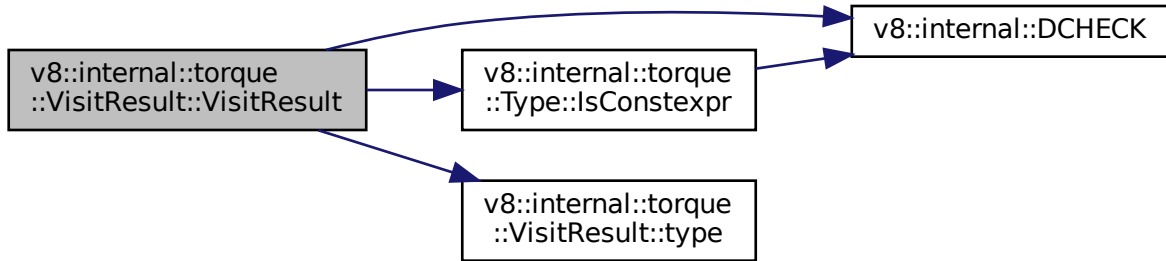 v8::internal::torque
::VisitResult::VisitResult
v8::internal::DCHECK
v8::internal::torque
::Type::IsConstexpr
v8::internal::torque
::VisitResult::type